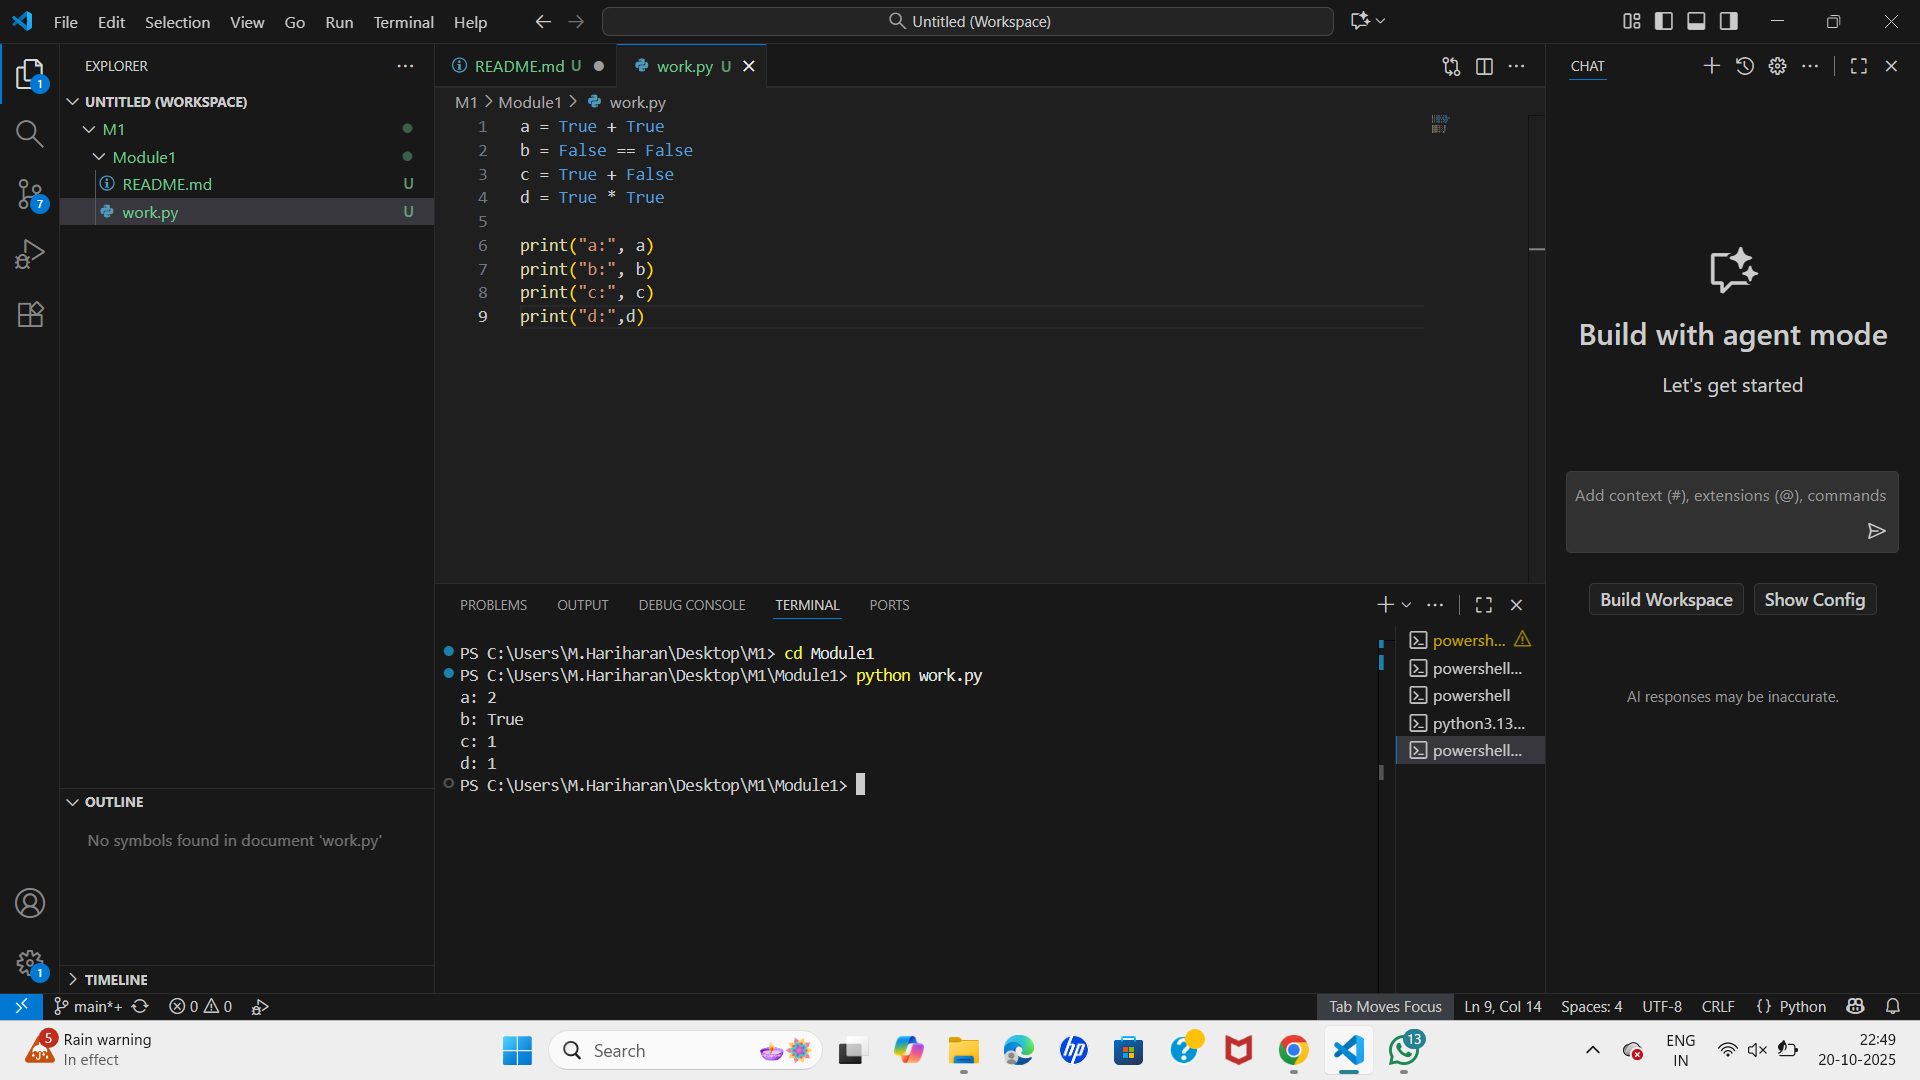 File Edit Selection View Go Run Terminal Help
Untitled (Workspace)
EXPLORER
UNTITLED (WORKSPACE)
M1
Module1
README.md U
work.py U
OUTLINE
No symbols found in document 'work.py'
TIMELINE
1
7
1
README.md U
work.py U
M1 > Module1 > work.py
1 a = True + True
2 b = False == False
3 c = True + False
4 d = True * True
5
6 print("a:", a)
7 print("b:", b)
8 print("c:", c)
9 print("d:",d)
PROBLEMS OUTPUT DEBUG CONSOLE TERMINAL PORTS
PS C:\Users\M.Hariharan\Desktop\M1> cd Module1
PS C:\Users\M.Hariharan\Desktop\M1\Module1> python work.py
a: 2
b: True
c: 1
d: 1
PS C:\Users\M.Hariharan\Desktop\M1\Module1>
powersh...
powershell...
powershell
python3.13...
powershell...
CHAT
Build with agent mode
Let's get started
Add context (#), extensions (@), commands
Build Workspace Show Config
AI responses may be inaccurate.
main*+ 0 0
Tab Moves Focus Ln 9, Col 14 Spaces: 4 UTF-8 CRLF {} Python
5
Rain warning
In effect
Search
hp
13
ENG
IN
22:49
20-10-2025